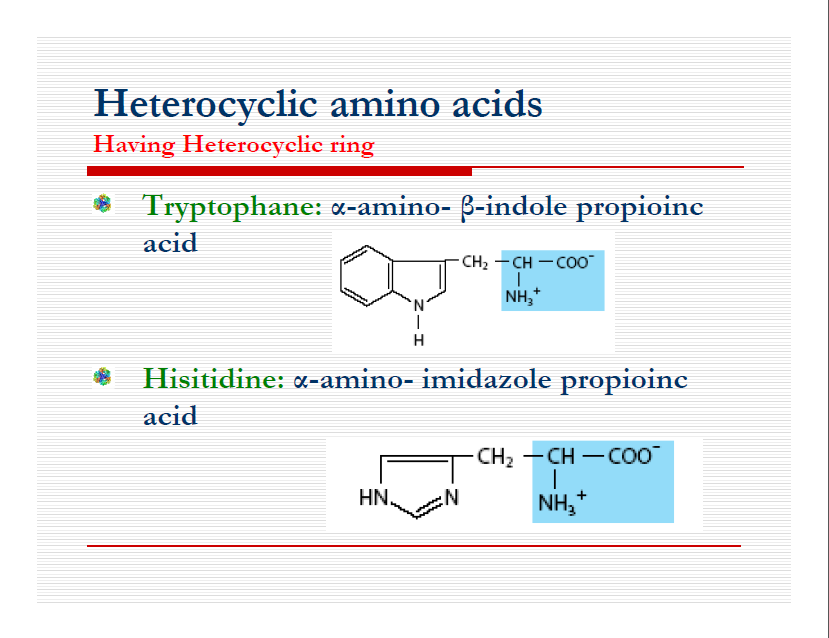 Heterocyclic amino acids
Having Heterocyclic ring
Tryptophane: α-amino- β-indole propioinc
acid
CH₂ — CH — COO⁻
NH₃⁺
N
H
Hisitidine: α-amino- imidazole propioinc
acid
CH₂ — CH — COO⁻
HN N NH₃⁺